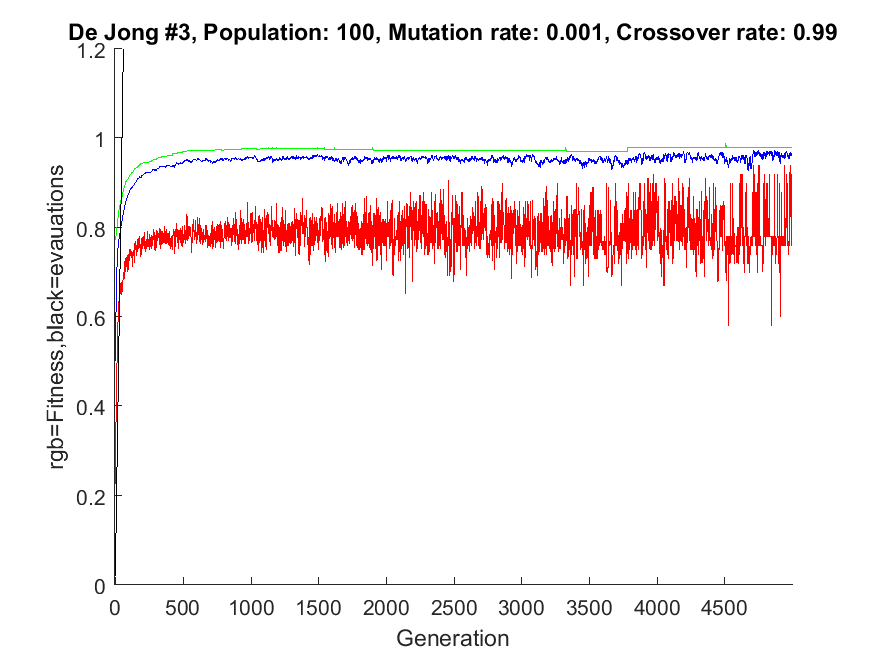 De Jong #3, Population: 100, Mutation rate: 0.001, Crossover rate: 0.99
1.2
1
0.8
0.6
0.4
0.2
0
rgb=Fitness,black=evauations
0 500 1000 1500 2000 2500 3000 3500 4000 4500
Generation